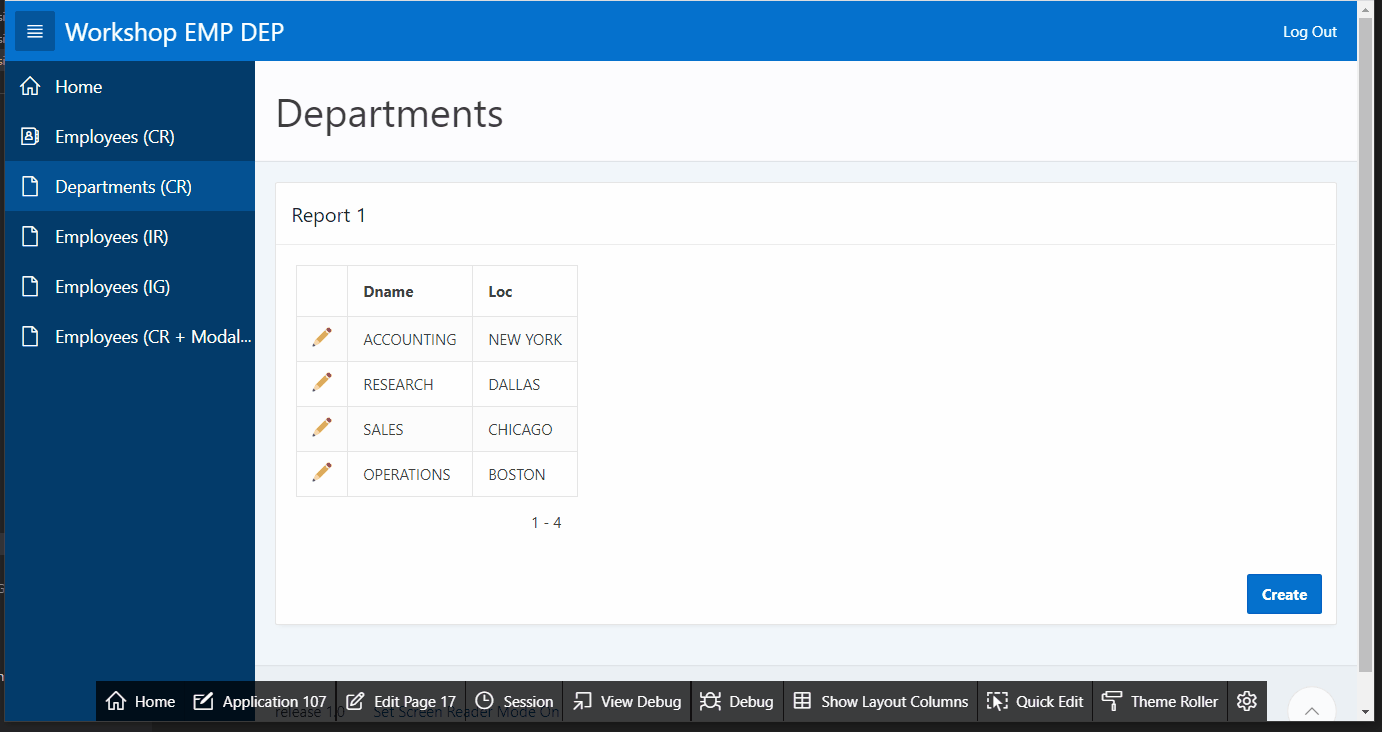 Workshop EMP DEP
Log Out
Home
Employees (CR)
Departments (CR)
Employees (IR)
Employees (IG)
Employees (CR + Modal...
Departments
Report 1
Dname Loc
ACCOUNTING NEW YORK
RESEARCH DALLAS
SALES CHICAGO
OPERATIONS BOSTON
1 - 4
Create
Home Application 107 Edit Page 17 Session View Debug Debug Show Layout Columns Quick Edit Theme Roller
release 1.0 Set Screen Reader Mode On